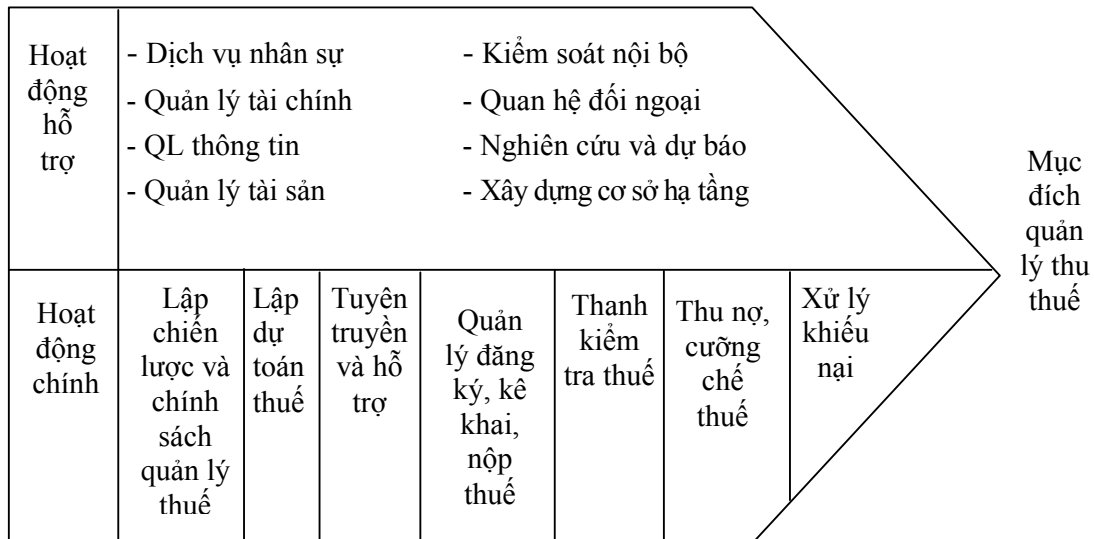 Hoạt
động
hỗ
trợ
- Dịch vụ nhân sự
- Quản lý tài chính
- QL thông tin
- Quản lý tài sản
- Kiểm soát nội bộ
- Quan hệ đối ngoại
- Nghiên cứu và dự báo
- Xây dựng cơ sở hạ tầng
Mục
đích
quản
lý thu
thuế
Hoạt
động
chính
Lập
chiến
lược và
chính
sách
quản lý
thuế
Lập
dự
toán
thuế
Tuyên
truyền
và hỗ
trợ
Quản
lý đăng
ký, kê
khai,
nộp
thuế
Thanh
kiểm
tra thuế
Thu nợ,
cưỡng
chế
thuế
Xử lý
khiếu
nại